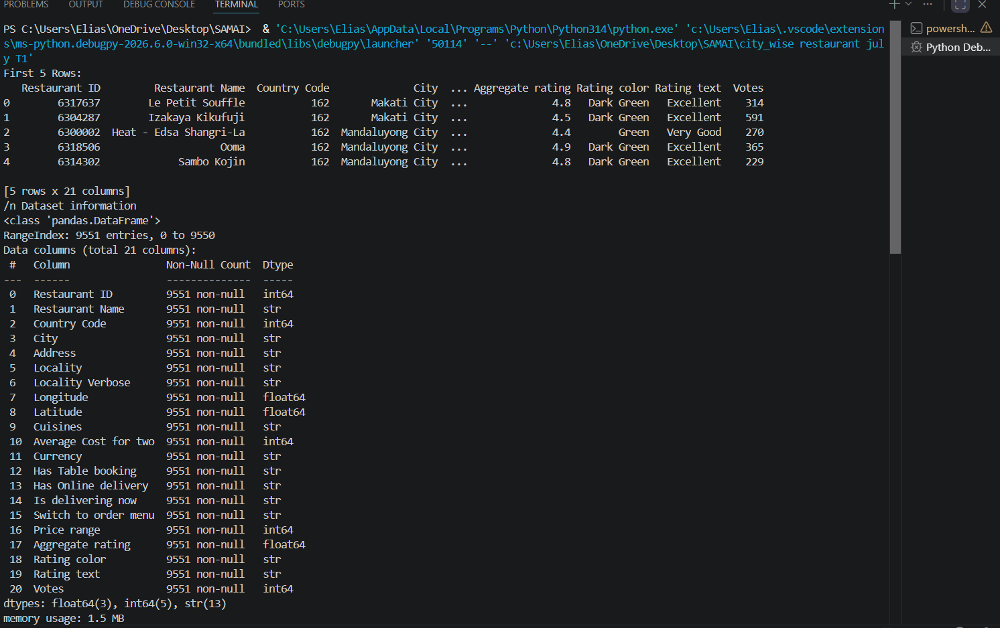 PROBLEMS OUTPUT DEBUG CONSOLE TERMINAL PORTS
PS C:\Users\Elias\OneDrive\Desktop\SAMAI>  & 'C:\Users\Elias\AppData\Local\Programs\Python\Python314\python.exe' 'c:\Users\Elias\.vscode\extension
s\ms-python.debugpy-2026.6.0-win32-x64\bundled\libs\debugpy\launcher' '50114' '--' 'c:\Users\Elias\OneDrive\Desktop\SAMAI\city_wise restaurant jul
y T1'
powersh...
Python Deb...
First 5 Rows:
   Restaurant ID         Restaurant Name  Country Code              City  ... Aggregate rating Rating color Rating text  Votes
0        6317637        Le Petit Souffle           162       Makati City  ...              4.8   Dark Green   Excellent    314
1        6304287        Izakaya Kikufuji           162       Makati City  ...              4.5   Dark Green   Excellent    591
2        6300002  Heat - Edsa Shangri-La           162  Mandaluyong City  ...              4.4        Green   Very Good    270
3        6318506                    Ooma           162  Mandaluyong City  ...              4.9   Dark Green   Excellent    365
4        6314302             Sambo Kojin           162  Mandaluyong City  ...              4.8   Dark Green   Excellent    229
[5 rows x 21 columns]
/n Dataset information
<class 'pandas.DataFrame'>
RangeIndex: 9551 entries, 0 to 9550
Data columns (total 21 columns):
 #   Column                Non-Null Count  Dtype
---  ------                --------------  -----
 0   Restaurant ID         9551 non-null   int64
 1   Restaurant Name       9551 non-null   str
 2   Country Code          9551 non-null   int64
 3   City                  9551 non-null   str
 4   Address               9551 non-null   str
 5   Locality              9551 non-null   str
 6   Locality Verbose      9551 non-null   str
 7   Longitude             9551 non-null   float64
 8   Latitude              9551 non-null   float64
 9   Cuisines              9551 non-null   str
 10  Average Cost for two  9551 non-null   int64
 11  Currency              9551 non-null   str
 12  Has Table booking     9551 non-null   str
 13  Has Online delivery   9551 non-null   str
 14  Is delivering now     9551 non-null   str
 15  Switch to order menu  9551 non-null   str
 16  Price range           9551 non-null   int64
 17  Aggregate rating      9551 non-null   float64
 18  Rating color          9551 non-null   str
 19  Rating text           9551 non-null   str
 20  Votes                 9551 non-null   int64
dtypes: float64(3), int64(5), str(13)
memory usage: 1.5 MB